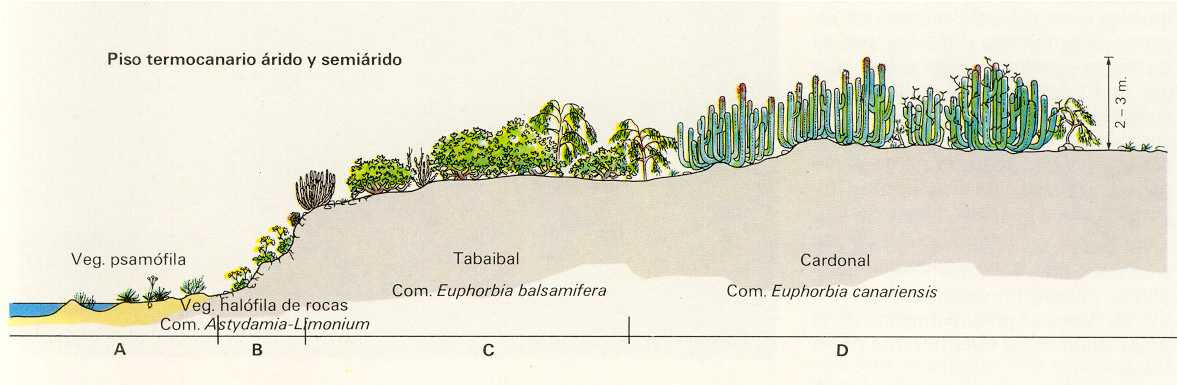 Piso termocanario árido y semiárido
2 – 3 m.
Veg. psamófila
Tabaibal
Cardonal
Com. Euphorbia balsamifera
Com. Euphorbia canariensis
Veg. halófila de rocas
Com. Astydamia-Limonium
A
B
C
D